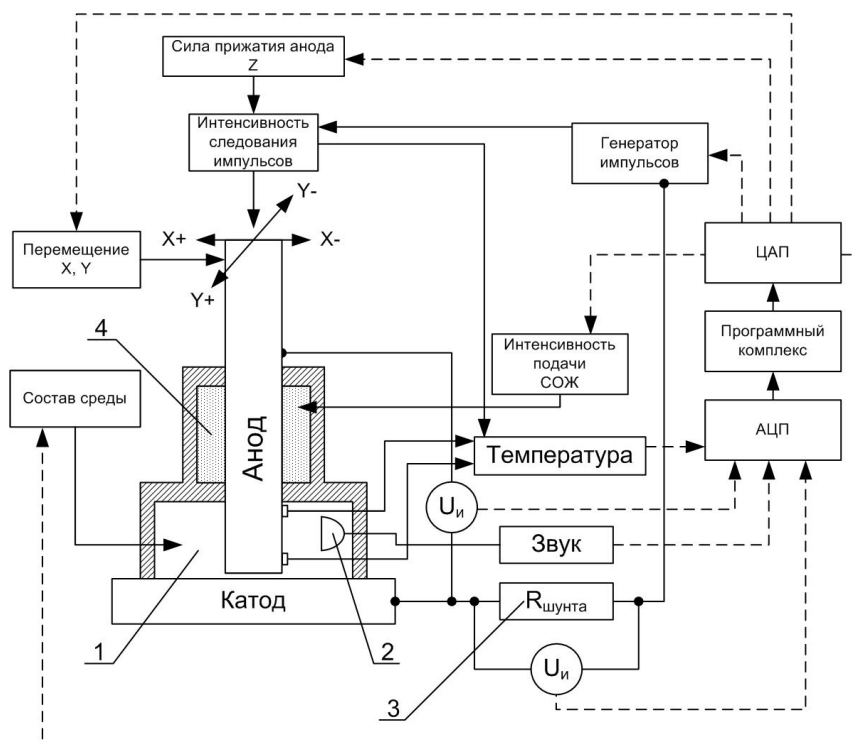 Сила прижатия анода
Z
Интенсивность
следования
импульсов
Генератор
импульсов
Y-
X+
X-
Y+
Перемещение
X, Y
ЦАП
4
Интенсивность
подачи
СОЖ
Программный
комплекс
Состав среды
Анод
АЦП
Температура
Uи
Звук
Катод
Rшунта
1
2
3
Uи